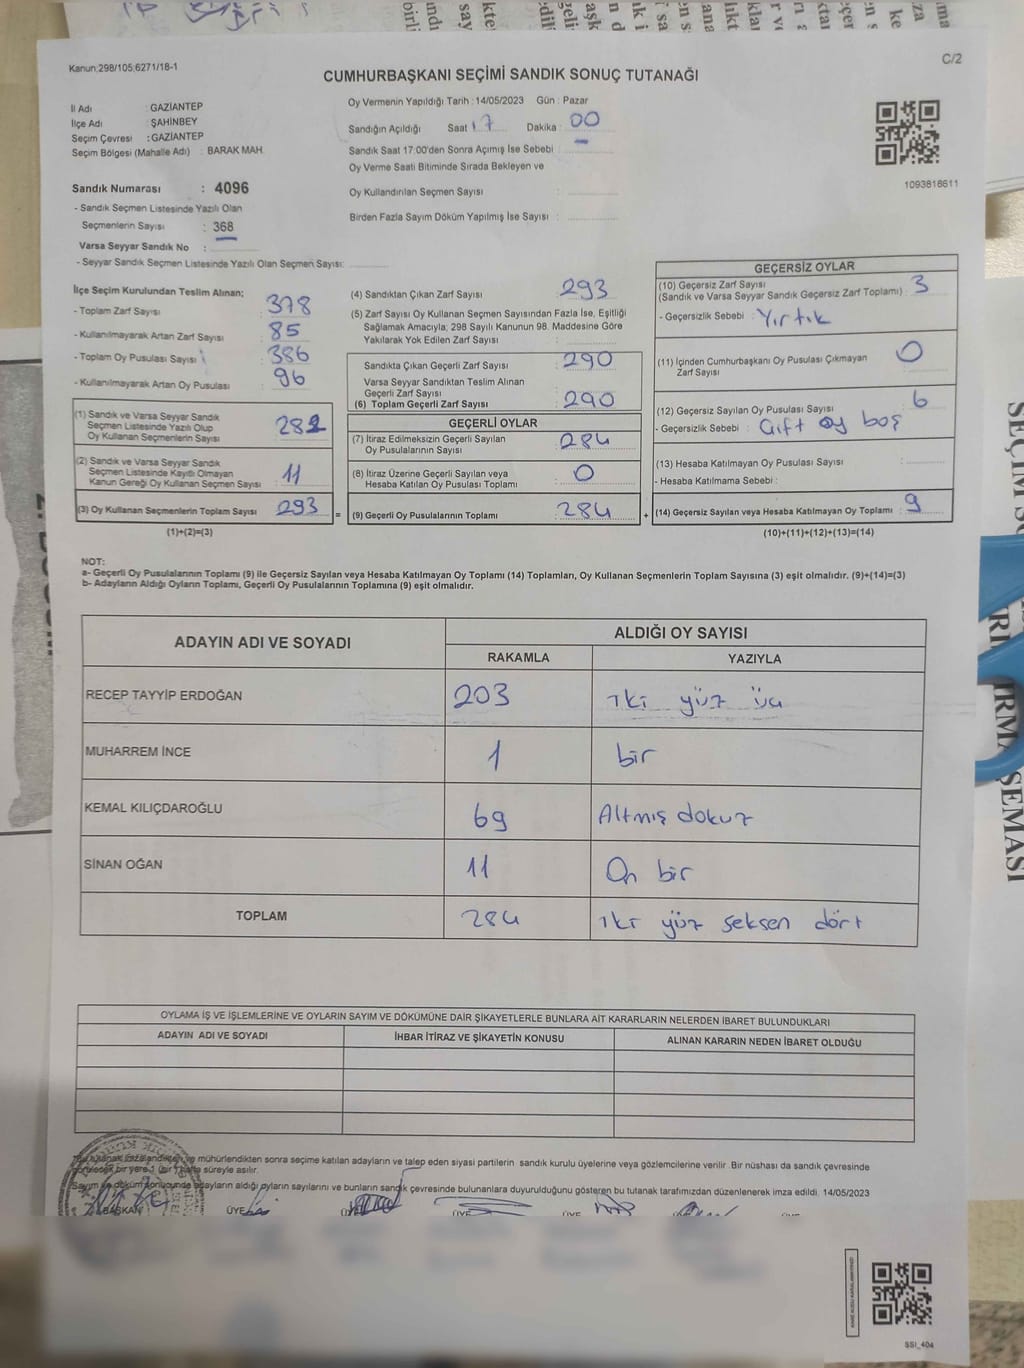 C/2
Kanun:298/105,6271/18-1
CUMHURBAŞKANI SEÇİMİ SANDIK SONUÇ TUTANAĞI
İl Adı : GAZİANTEP
İlçe Adı : ŞAHİNBEY
Seçim Çevresi : GAZİANTEP
Seçim Bölgesi (Mahalle Adı) : BARAK MAH.
Sandık Numarası : 4096
- Sandık Seçmen Listesinde Yazılı Olan
Seçmenlerin Sayısı : 368
Varsa Seyyar Sandık No :
- Seyyar Sandık Seçmen Listesinde Yazılı Olan Seçmen Sayısı:
Oy Vermenin Yapıldığı Tarih : 14/05/2023 Gün : Pazar
Sandığın Açıldığı Saat 17 Dakika : 00
Sandık Saat 17:00'den Sonra Açımış İse Sebebi : -
Oy Verme Saati Bitiminde Sırada Bekleyen ve
Oy Kullandırılan Seçmen Sayısı :
Birden Fazla Sayım Döküm Yapılmış İse Sayısı :
1093818611
İlçe Seçim Kurulundan Teslim Alınan;
- Toplam Zarf Sayısı : 378
- Kullanılmayarak Artan Zarf Sayısı : 85
- Toplam Oy Pusulası Sayısı : 386
- Kullanılmayarak Artan Oy Pusulası : 96
(1) Sandık ve Varsa Seyyar Sandık
Seçmen Listesinde Yazılı Olup
Oy Kullanan Seçmenlerin Sayısı : 282
(2) Sandık ve Varsa Seyyar Sandık
Seçmen Listesinde Kayıtlı Olmayan
Kanun Gereği Oy Kullanan Seçmen Sayısı : 11
(3) Oy Kullanan Seçmenlerin Toplam Sayısı : 293
(1)+(2)=(3)
=
(4) Sandıktan Çıkan Zarf Sayısı : 293
(5) Zarf Sayısı Oy Kullanan Seçmen Sayısından Fazla İse, Eşitliği
Sağlamak Amacıyla; 298 Sayılı Kanunun 98. Maddesine Göre
Yakılarak Yok Edilen Zarf Sayısı :
Sandıkta Çıkan Geçerli Zarf Sayısı : 290
Varsa Seyyar Sandıktan Teslim Alınan
Geçerli Zarf Sayısı :
(6) Toplam Geçerli Zarf Sayısı : 290
GEÇERLİ OYLAR
(7) İtiraz Edilmeksizin Geçerli Sayılan
Oy Pusulalarının Sayısı : 284
(8) İtiraz Üzerine Geçerli Sayılan veya
Hesaba Katılan Oy Pusulası Toplamı : 0
(9) Geçerli Oy Pusulalarının Toplamı : 284
+
GEÇERSİZ OYLAR
(10) Geçersiz Zarf Sayısı
(Sandık ve Varsa Seyyar Sandık Geçersiz Zarf Toplamı) : 3
- Geçersizlik Sebebi : Yırtık
(11) İçinden Cumhurbaşkanı Oy Pusulası Çıkmayan
Zarf Sayısı : 0
(12) Geçersiz Sayılan Oy Pusulası Sayısı : 6
- Geçersizlik Sebebi : Çift oy boş
(13) Hesaba Katılmayan Oy Pusulası Sayısı :
- Hesaba Katılmama Sebebi :
(14) Geçersiz Sayılan veya Hesaba Katılmayan Oy Toplamı : 9
(10)+(11)+(12)+(13)=(14)
NOT:
a- Geçerli Oy Pusulalarının Toplamı (9) ile Geçersiz Sayılan veya Hesaba Katılmayan Oy Toplamı (14) Toplamları, Oy Kullanan Seçmenlerin Toplam Sayısına (3) eşit olmalıdır. (9)+(14)=(3)
b- Adayların Aldığı Oyların Toplamı, Geçerli Oy Pusulalarının Toplamına (9) eşit olmalıdır.
ADAYIN ADI VE SOYADI
ALDIĞI OY SAYISI
RAKAMLA YAZIYLA
RECEP TAYYİP ERDOĞAN 203 iki yüz üç
MUHARREM İNCE 1 bir
KEMAL KILIÇDAROĞLU 69 Altmış dokuz
SİNAN OĞAN 11 On bir
TOPLAM 284 iki yüz seksen dört
OYLAMA İŞ VE İŞLEMLERİNE VE OYLARIN SAYIM VE DÖKÜMÜNE DAİR ŞİKAYETLERLE BUNLARA AİT KARARLARIN NELERDEN İBARET BULUNDUKLARI
ADAYIN ADI VE SOYADI İHBAR İTİRAZ VE ŞİKAYETİN KONUSU ALINAN KARARIN NEDEN İBARET OLDUĞU
ve mühürlendikten sonra seçime katılan adayların ve talep eden siyasi partilerin sandık kurulu üyelerine veya gözlemcilerine verilir. Bir nüshası da sandık çevresinde
bir yere 1 hafta süreyle asılır.
Sayım ve döküm sonucunda adayların aldığı oyların sayılarını ve bunların sandık çevresinde bulunanlara duyurulduğunu gösteren bu tutanak tarafımızdan düzenlenerek imza edildi. 14/05/2023
BAŞKAN ÜYE ÜYE ÜYE ÜYE
SSI_404